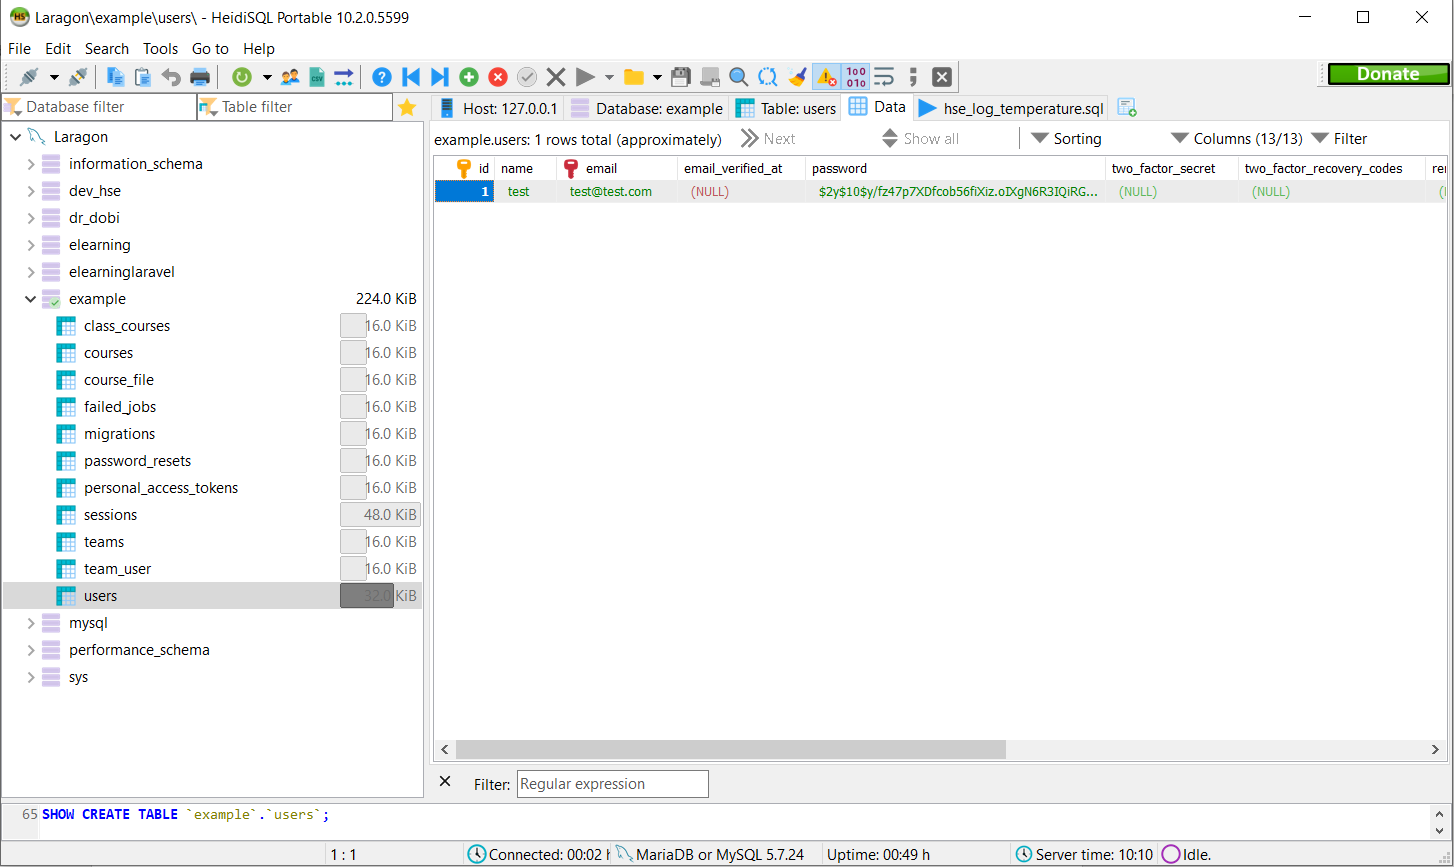 Laragon\example\users\ - HeidiSQL Portable 10.2.0.5599
File Edit Search Tools Go to Help
Donate
Database filter Table filter
Host: 127.0.0.1 Database: example Table: users Data hse_log_temperature.sql
example.users: 1 rows total (approximately) Next Show all Sorting Columns (13/13) Filter
id name email email_verified_at password two_factor_secret two_factor_recovery_codes
1 test test@test.com (NULL) $2y$10$y/fz47p7XDfcob56fiXiz.oIXgN6R3IQiRG... (NULL) (NULL)
Laragon
information_schema
dev_hse
dr_dobi
elearning
elearninglaravel
example 224.0 KiB
class_courses 16.0 KiB
courses 16.0 KiB
course_file 16.0 KiB
failed_jobs 16.0 KiB
migrations 16.0 KiB
password_resets 16.0 KiB
personal_access_tokens 16.0 KiB
sessions 48.0 KiB
teams 16.0 KiB
team_user 16.0 KiB
users 32.0 KiB
mysql
performance_schema
sys
Filter: Regular expression
65 SHOW CREATE TABLE `example`.`users`;
1 : 1 Connected: 00:02 MariaDB or MySQL 5.7.24 Uptime: 00:49 h Server time: 10:10 Idle.